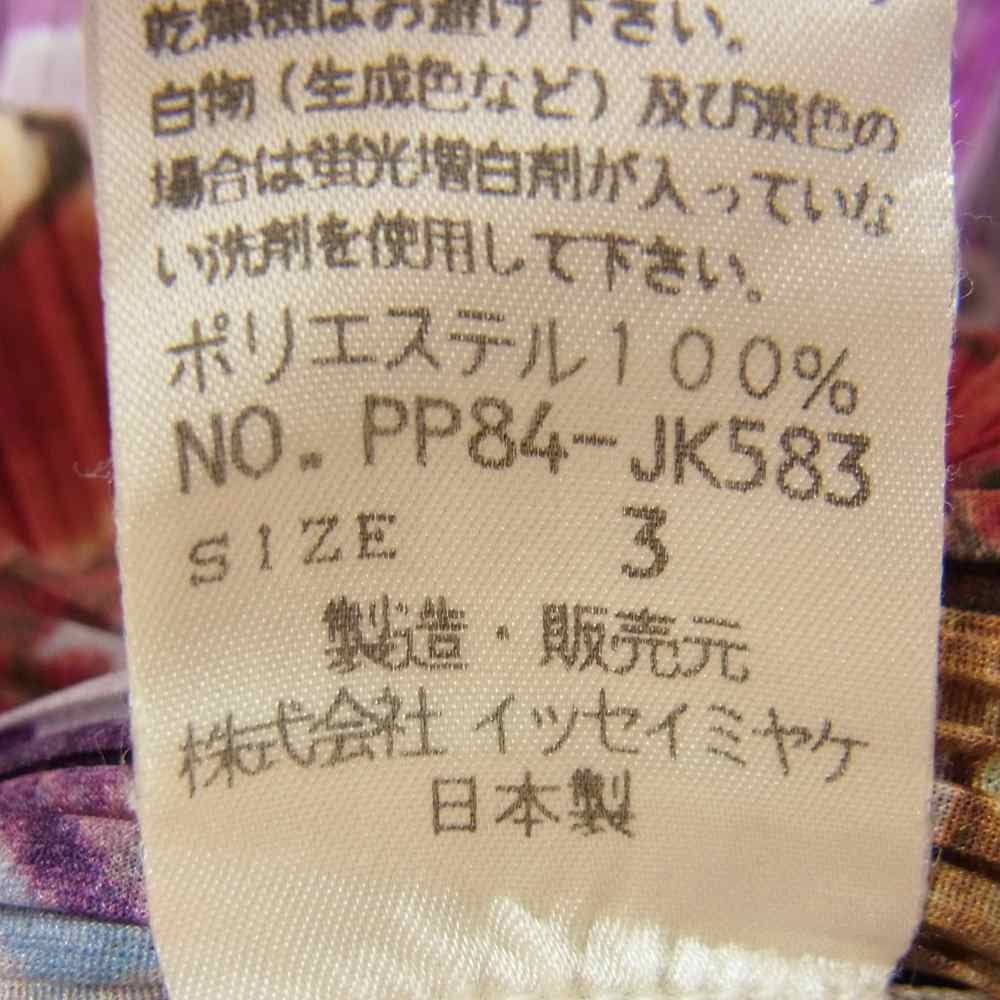 乾燥機はお避け下さい。
白物（生成色など）及び淡色の
場合は蛍光増白剤が入っていな
い洗剤を使用して下さい。
ポリエステル100%
NO. PP84-JK583
SIZE 3
製造・販売元
株式会社イッセイミヤケ
日本製